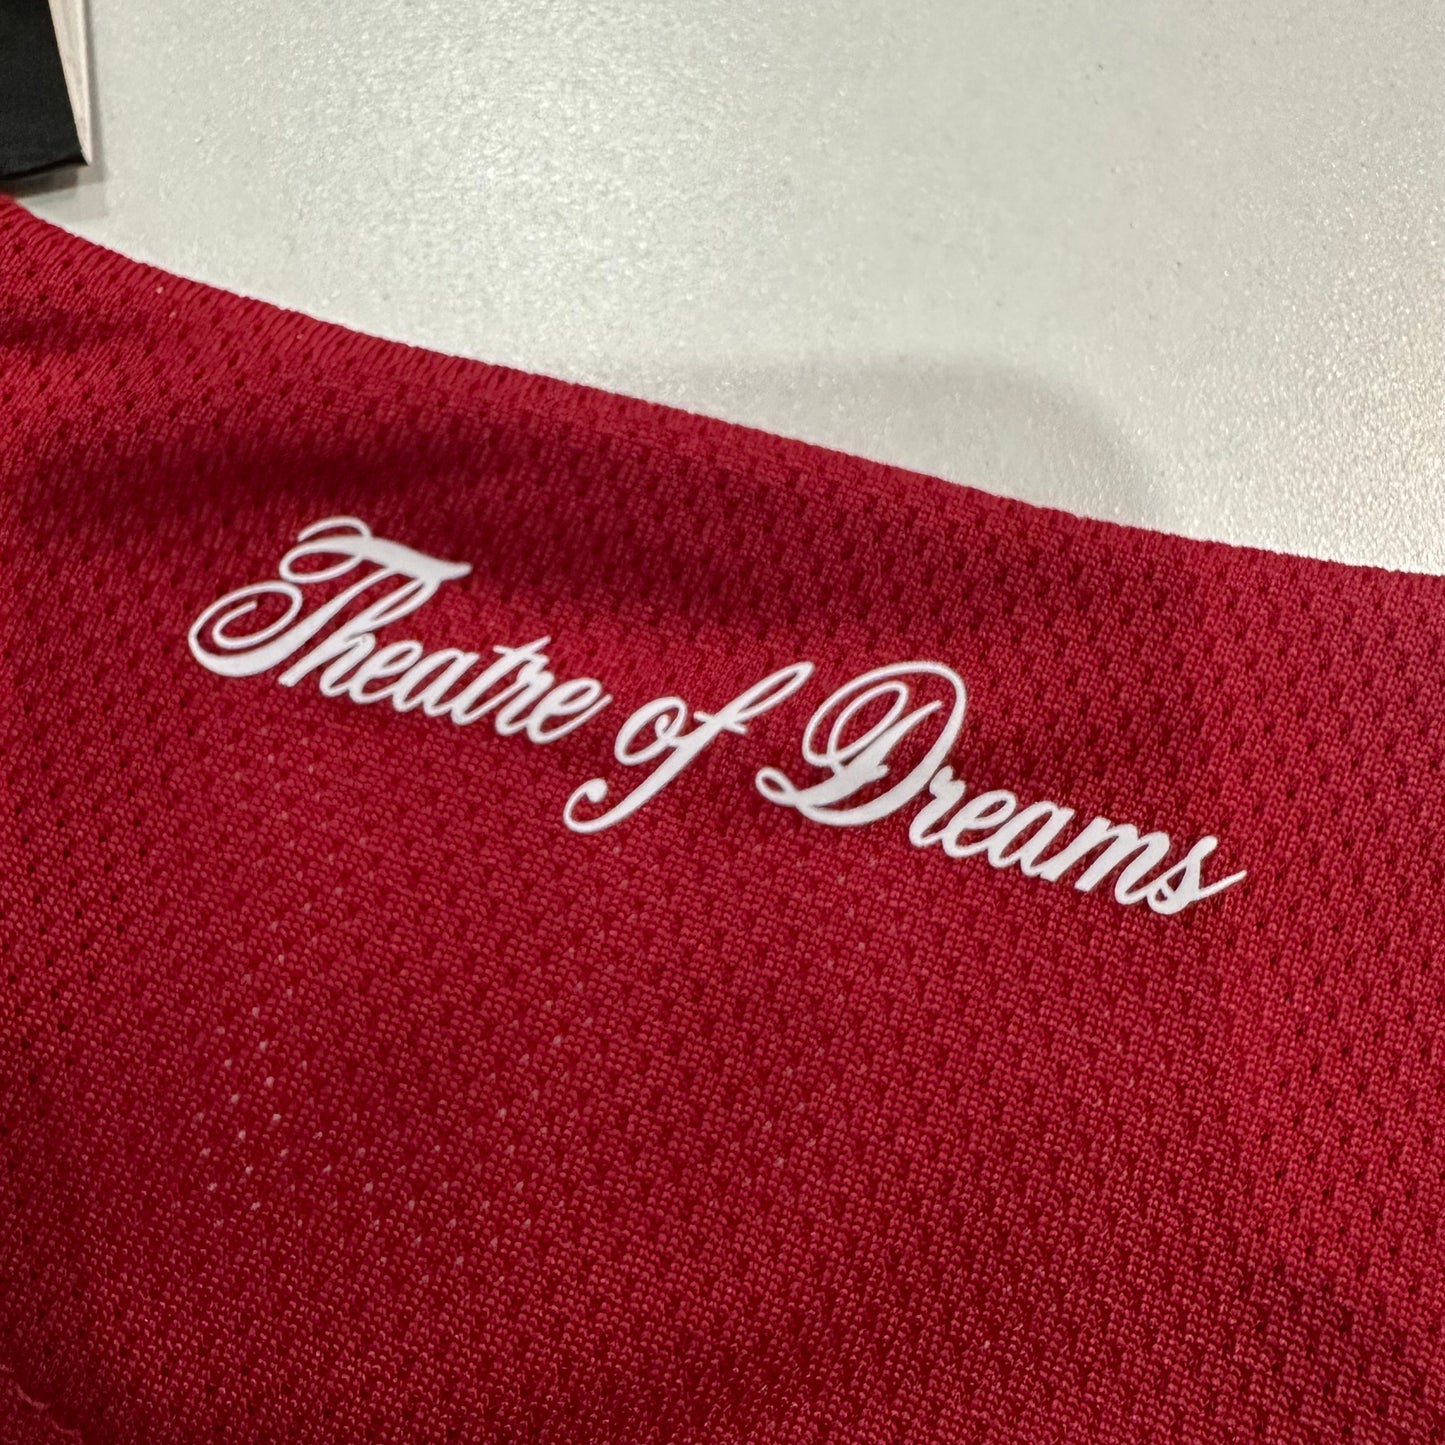 Theatre of Dreams